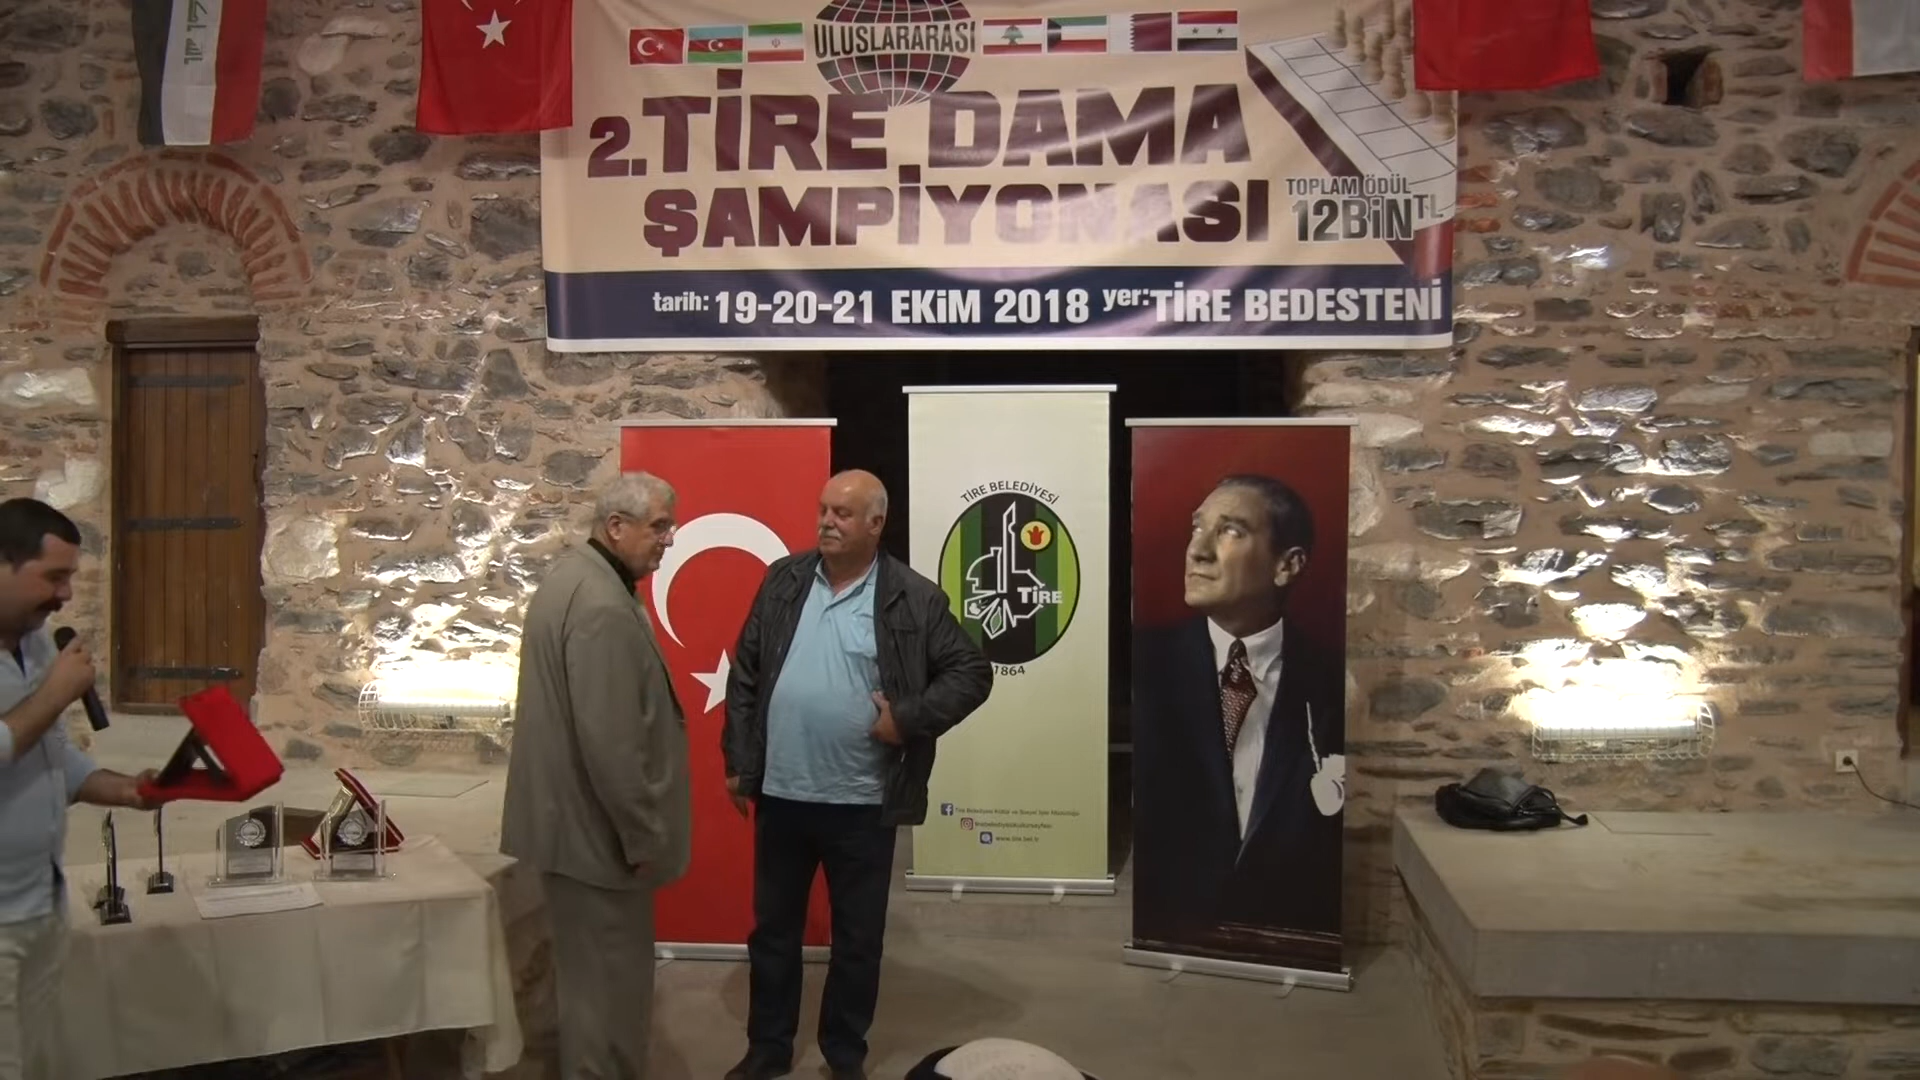 ULUSLARARASI
2. TİRE DAMA
ŞAMPİYONASI
TOPLAM ÖDÜL
12BİN TL
tarih: 19-20-21 EKİM 2018 yer: TİRE BEDESTENİ
TİRE BELEDİYESİ
TİRE
1864